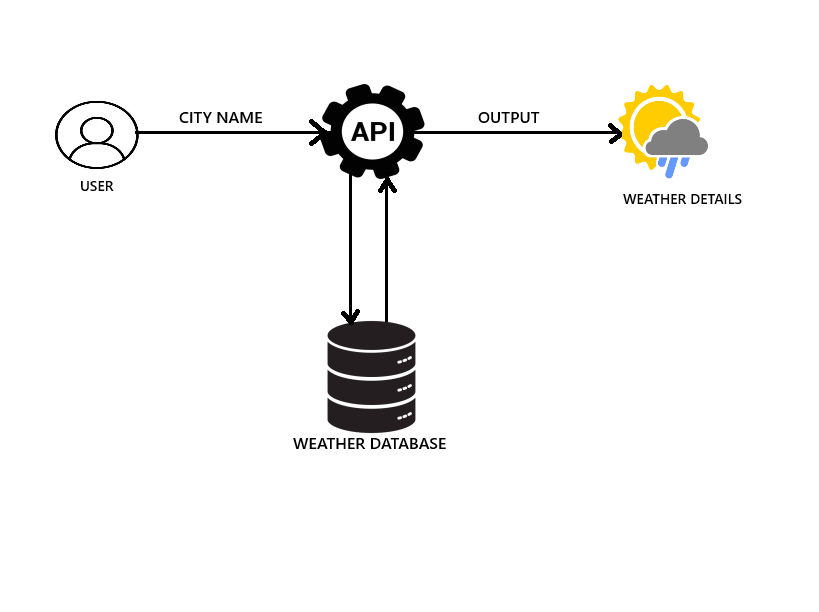 CITY NAME
API
OUTPUT
USER
WEATHER DETAILS
WEATHER DATABASE